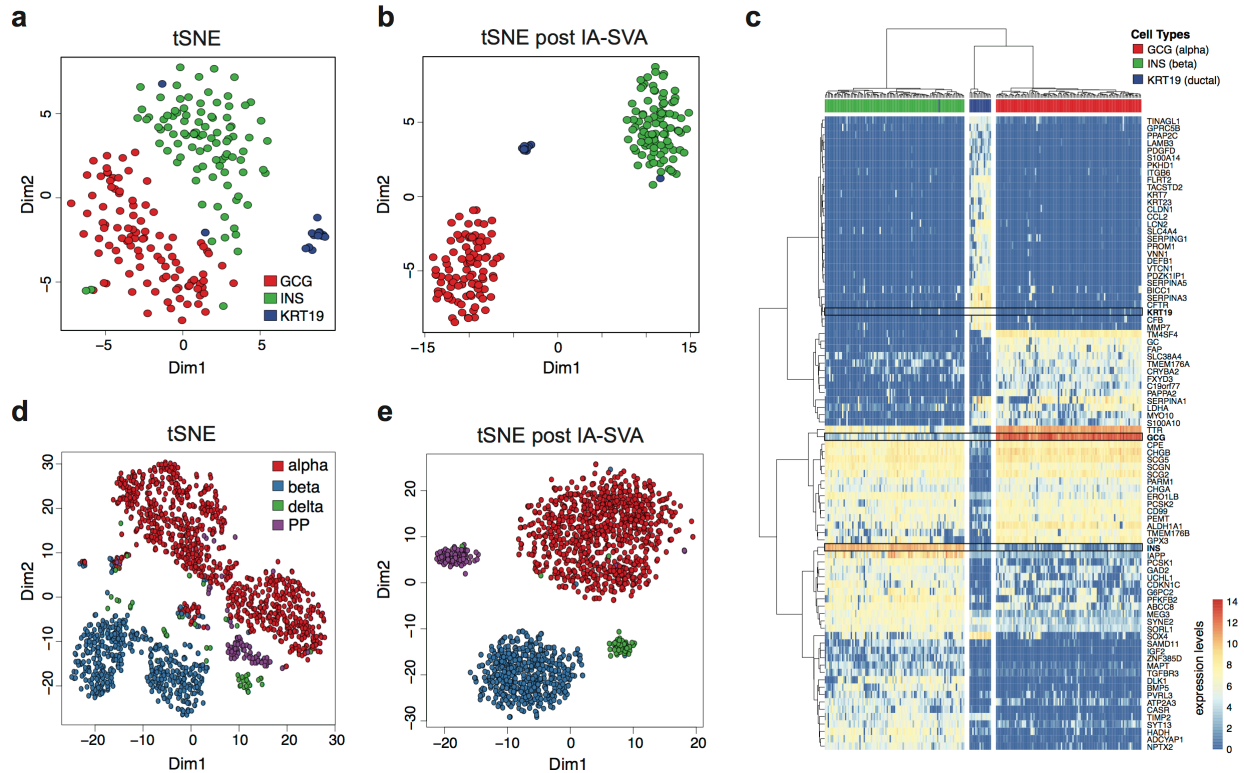 a
tSNE
5
0
−5
Dim2
−5
0
5
Dim1
GCG
INS
KRT19
b
tSNE post IA-SVA
5
0
−5
Dim2
−15
−5
0
5
15
Dim1
c
Cell Types
GCG (alpha)
INS (beta)
KRT19 (ductal)
TINAGL1
GPRC5B
PPAP2C
LAMB3
PDGFD
S100A14
PKHD1
ITGB6
FLRT2
TACSTD2
KRT7
KRT23
CLDN1
CCL2
LCN2
SLC4A4
SERPING1
PROM1
VNN1
DEFB1
VTCN1
PDZK1IP1
SERPINA5
BICC1
SERPINA3
CFTR
KRT19
CFB
MMP7
TM4SF4
GC
FAP
SLC38A4
TMEM176A
CRYBA2
FXYD3
C19orf77
PAPPA2
SERPINA1
LDHA
MYO10
S100A10
TTR
GCG
CPE
CHGB
SCG5
SCGN
SCG2
PARM1
CHGA
ERO1LB
PCSK2
CD99
PEMT
ALDH1A1
TMEM176B
GPX3
INS
IAPP
PCSK1
GAD2
UCHL1
CDKN1C
G6PC2
PFKFB2
ABCC8
MEG3
SYNE2
SORL1
SOX4
SAMD11
IGF2
ZNF385D
MAPT
TGFBR3
DLK1
BMP5
PVRL3
ATP2A3
CASR
TIMP2
SYT13
HADH
ADCYAP1
NPTX2
expression levels
14
12
10
8
6
4
2
0
d
tSNE
30
20
10
0
−10
−20
Dim2
−20
−10
0
10
20
30
Dim1
alpha
beta
delta
PP
e
tSNE post IA-SVA
20
10
0
−10
−20
−30
Dim2
−20
−10
0
10
20
Dim1